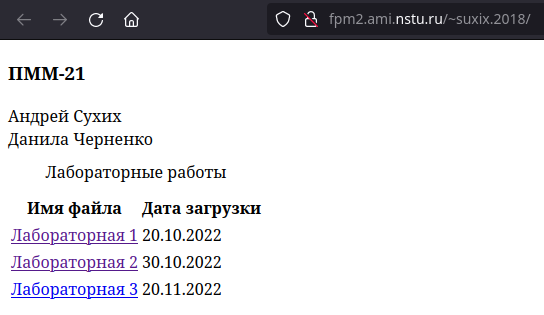 fpm2.ami.nstu.ru/~suxix.2018/
ПММ-21
Андрей Сухих
Данила Черненко
Лабораторные работы
Имя файла Дата загрузки
Лабораторная 1 20.10.2022
Лабораторная 2 30.10.2022
Лабораторная 3 20.11.2022